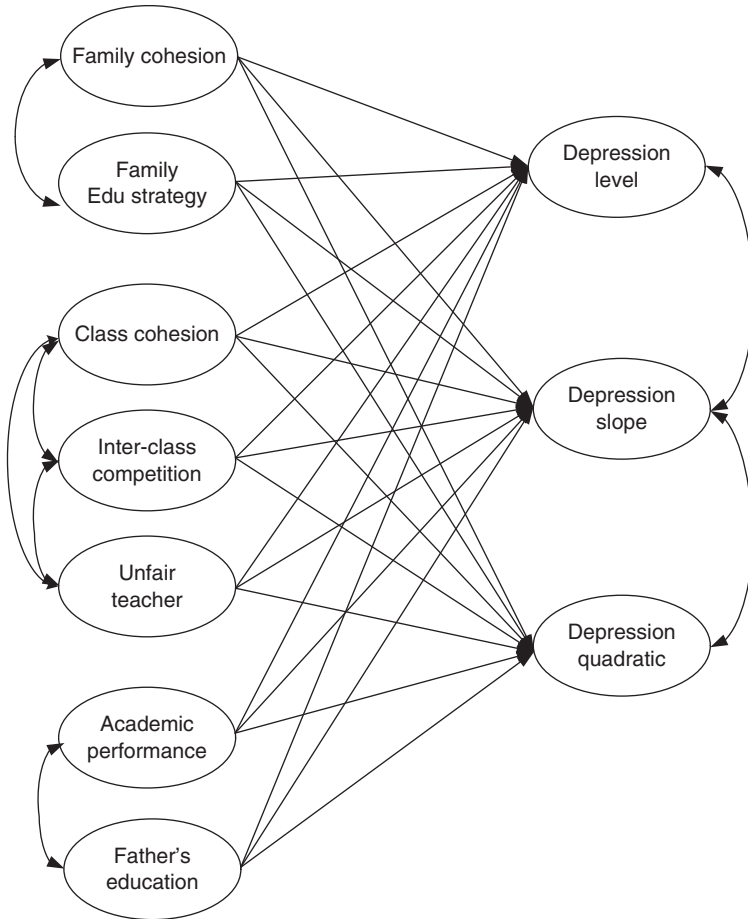 Family cohesion
Family
Edu strategy
Class cohesion
Inter-class
competition
Unfair
teacher
Academic
performance
Father's
education
Depression
level
Depression
slope
Depression
quadratic